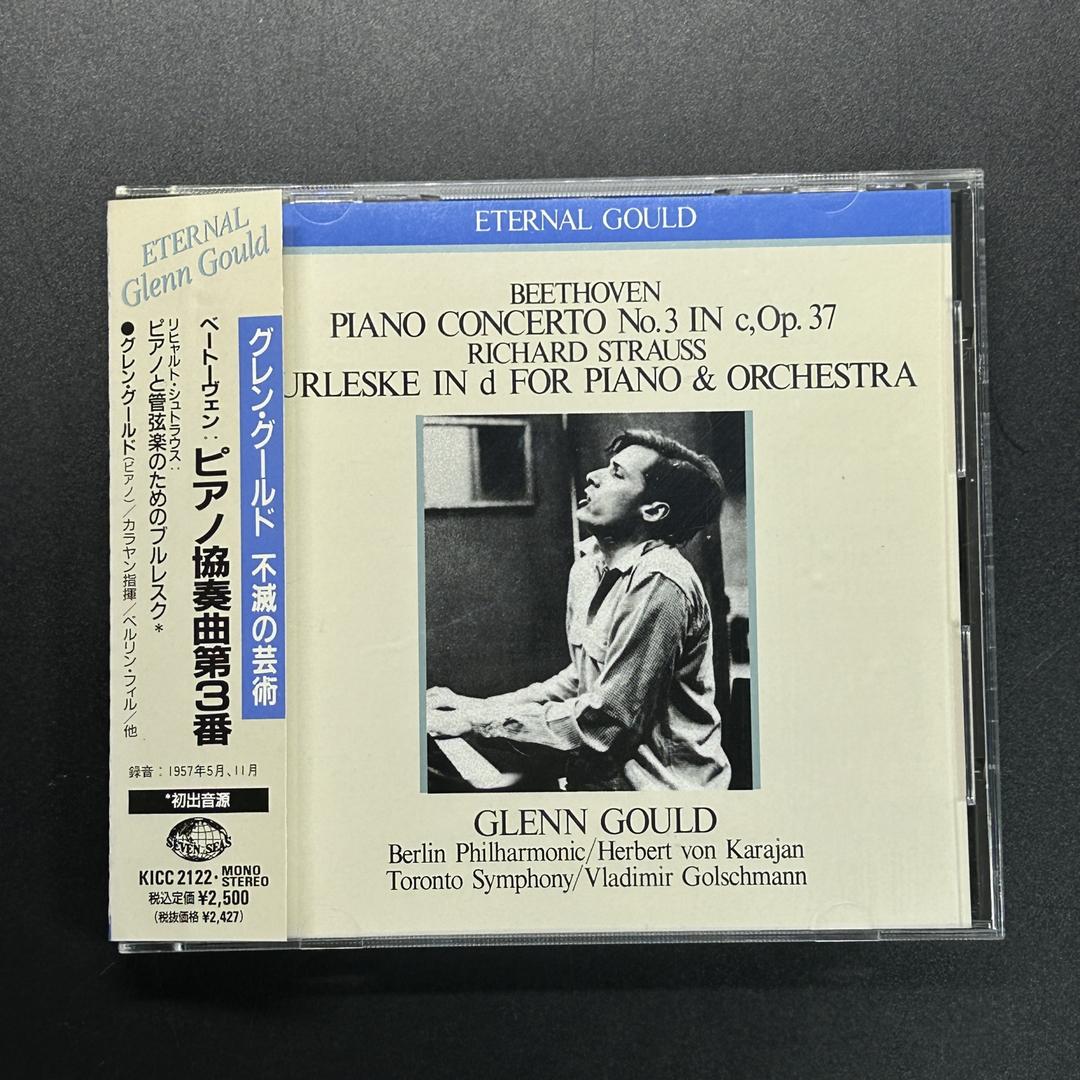 ETERNAL
Glenn Gould
グレン・グールド 不滅の芸術
ベートーヴェン:ピアノ協奏曲第3番
リヒャルト・シュトラウス:
ピアノと管弦楽のためのブルレスク*
●グレン・グールド(ピアノ)/カラヤン指揮/ベルリン・フィル/他
録音:1957年5月、11月
*初出音源
SEVEN SEAS
KICC 2122・MONO STEREO
税込定価 ¥2,500
(税抜価格 ¥2,427)
ETERNAL GOULD
BEETHOVEN
PIANO CONCERTO No.3 IN c,Op.37
RICHARD STRAUSS
URLESKE IN d FOR PIANO & ORCHESTRA
GLENN GOULD
Berlin Philharmonic/Herbert von Karajan
Toronto Symphony/Vladimir Golschmann